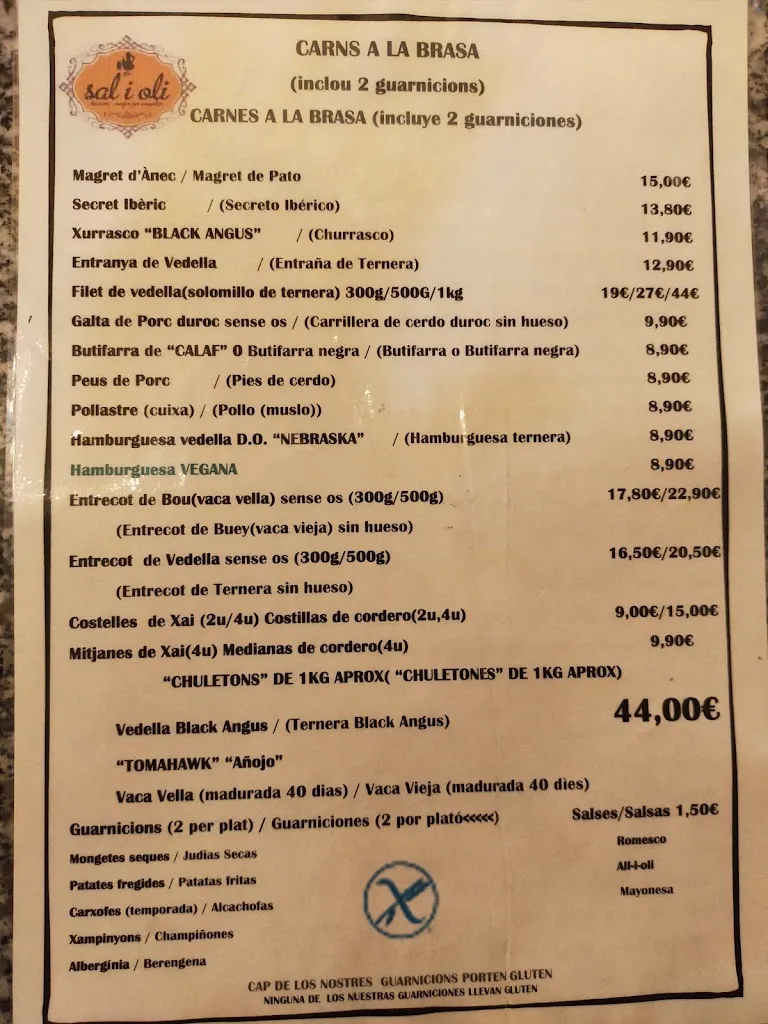 sal i oli
CARNS A LA BRASA
(inclou 2 guarnicions)
CARNES A LA BRASA (incluye 2 guarniciones)
Magret d'Ànec / Magret de Pato 15,00€
Secret Ibèric / (Secreto Ibérico) 13,80€
Xurrasco "BLACK ANGUS" / (Churrasco) 11,90€
Entranya de Vedella / (Entraña de Ternera) 12,90€
Filet de vedella(solomillo de ternera) 300g/500G/1kg 19€/27€/44€
Galta de Porc duroc sense os / (Carrillera de cerdo duroc sin hueso) 9,90€
Butifarra de "CALAF" O Butifarra negra / (Butifarra o Butifarra negra) 8,90€
Peus de Porc / (Pies de cerdo) 8,90€
Pollastre (cuixa) / (Pollo (muslo)) 8,90€
Hamburguesa vedella D.O. "NEBRASKA" / (Hamburguesa ternera) 8,90€
Hamburguesa VEGANA 8,90€
Entrecot de Bou(vaca vella) sense os (300g/500g) 17,80€/22,90€
(Entrecot de Buey(vaca vieja) sin hueso)
Entrecot de Vedella sense os (300g/500g) 16,50€/20,50€
(Entrecot de Ternera sin hueso)
Costelles de Xai (2u/4u) Costillas de cordero(2u,4u) 9,00€/15,00€
Mitjanes de Xai(4u) Medianas de cordero(4u) 9,90€
"CHULETONS" DE 1KG APROX( "CHULETONES" DE 1KG APROX)
Vedella Black Angus / (Ternera Black Angus) 44,00€
"TOMAHAWK" "Añojo"
Vaca Vella (madurada 40 dias) / Vaca Vieja (madurada 40 dies)
Guarnicions (2 per plat) / Guarniciones (2 por plató<<<<<) Salses/Salsas 1,50€
Mongetes seques / Judías Secas Romesco
Patates fregides / Patatas fritas All-i-oli
Carxofes (temporada) / Alcachofas Mayonesa
Xampinyons / Champiñones
Albergínia / Berengena
CAP DE LOS NOSTRES GUARNICIONS PORTEN GLUTEN
NINGUNA DE LOS NUESTRAS GUARNICIONES LLEVAN GLUTEN